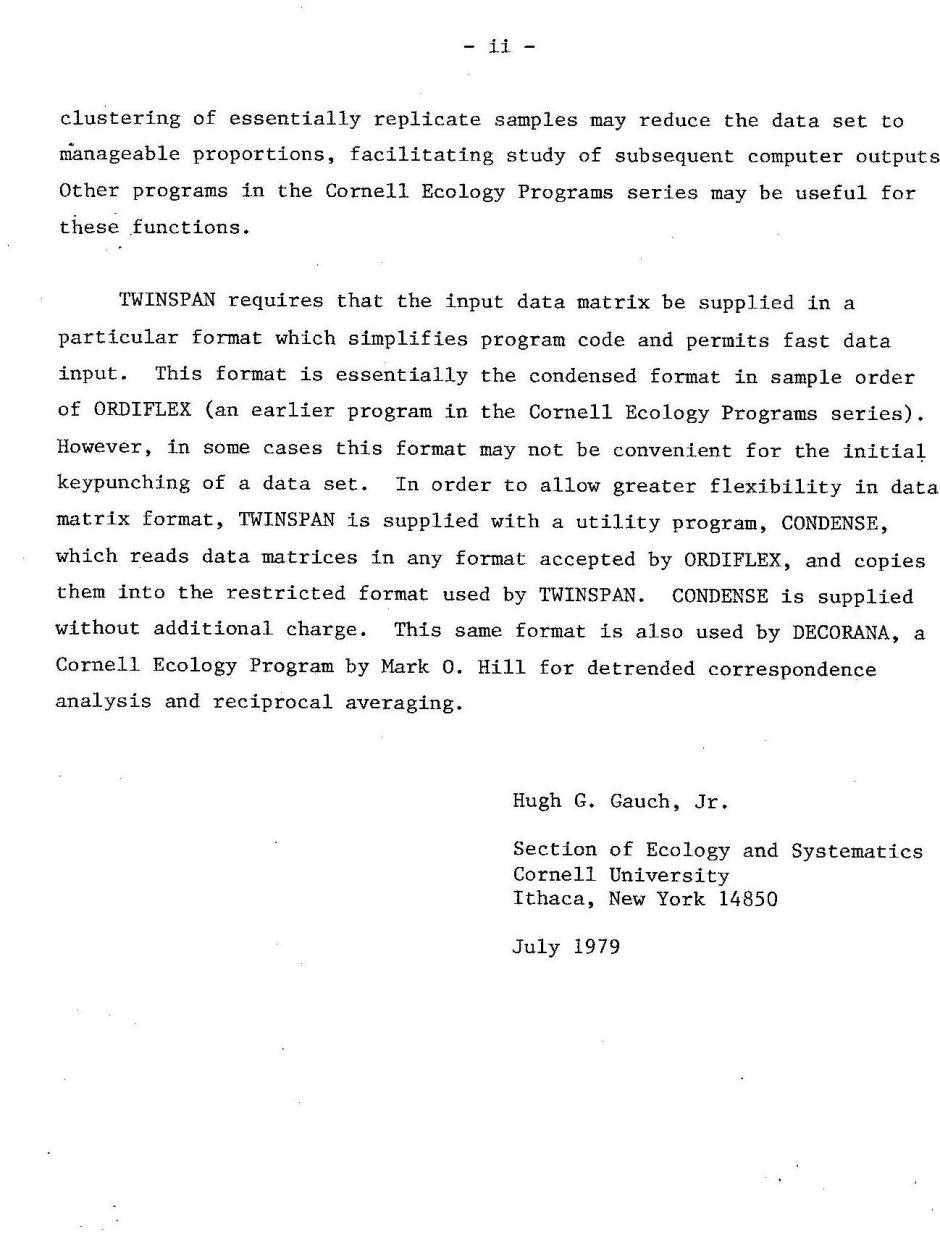 - ii -
clustering of essentially replicate samples may reduce the data set to
manageable proportions, facilitating study of subsequent computer outputs
Other programs in the Cornell Ecology Programs series may be useful for
these functions.
TWINSPAN requires that the input data matrix be supplied in a
particular format which simplifies program code and permits fast data
input. This format is essentially the condensed format in sample order
of ORDIFLEX (an earlier program in the Cornell Ecology Programs series).
However, in some cases this format may not be convenient for the initial
keypunching of a data set. In order to allow greater flexibility in data
matrix format, TWINSPAN is supplied with a utility program, CONDENSE,
which reads data matrices in any format accepted by ORDIFLEX, and copies
them into the restricted format used by TWINSPAN. CONDENSE is supplied
without additional charge. This same format is also used by DECORANA, a
Cornell Ecology Program by Mark O. Hill for detrended correspondence
analysis and reciprocal averaging.
Hugh G. Gauch, Jr.
Section of Ecology and Systematics
Cornell University
Ithaca, New York 14850
July 1979